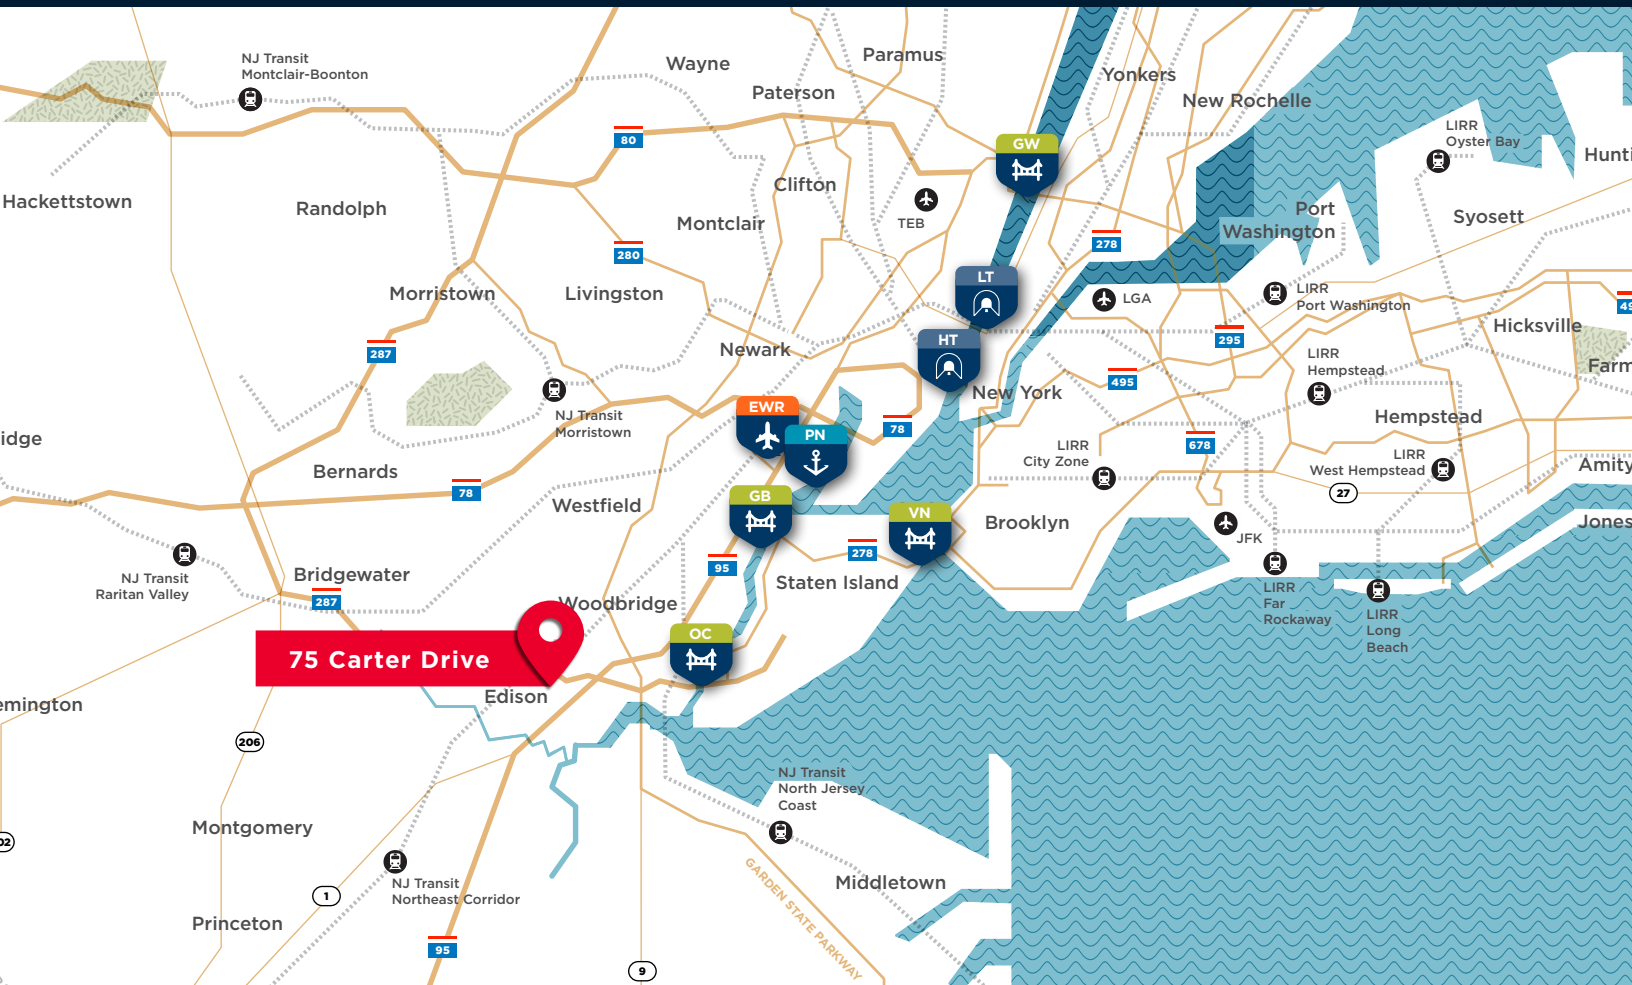 NJ Transit
Montclair-Boonton
Wayne
Paramus
Paterson
Yonkers
New Rochelle
80
GW
LIRR
Oyster Bay
Hackettstown
Randolph
Clifton
Montclair
TEB
Port
Washington
Syosett
278
280
LT
Morristown
Livingston
LGA
LIRR
Port Washington
Hicksville
295
287
Newark
HT
LIRR
Hempstead
495
New York
NJ Transit
Morristown
EWR
PN
78
Hempstead
678
LIRR
City Zone
LIRR
West Hempstead
27
Bernards
78
Westfield
GB
VN
Brooklyn
JFK
Jones
Amity
278
95
NJ Transit
Raritan Valley
Bridgewater
287
Staten Island
Woodbridge
LIRR
Far
Rockaway
LIRR
Long
Beach
OC
75 Carter Drive
Edison
206
NJ Transit
North Jersey
Coast
Montgomery
NJ Transit
Northeast Corridor
1
Middletown
GARDEN STATE PARKWAY
Princeton
95
9